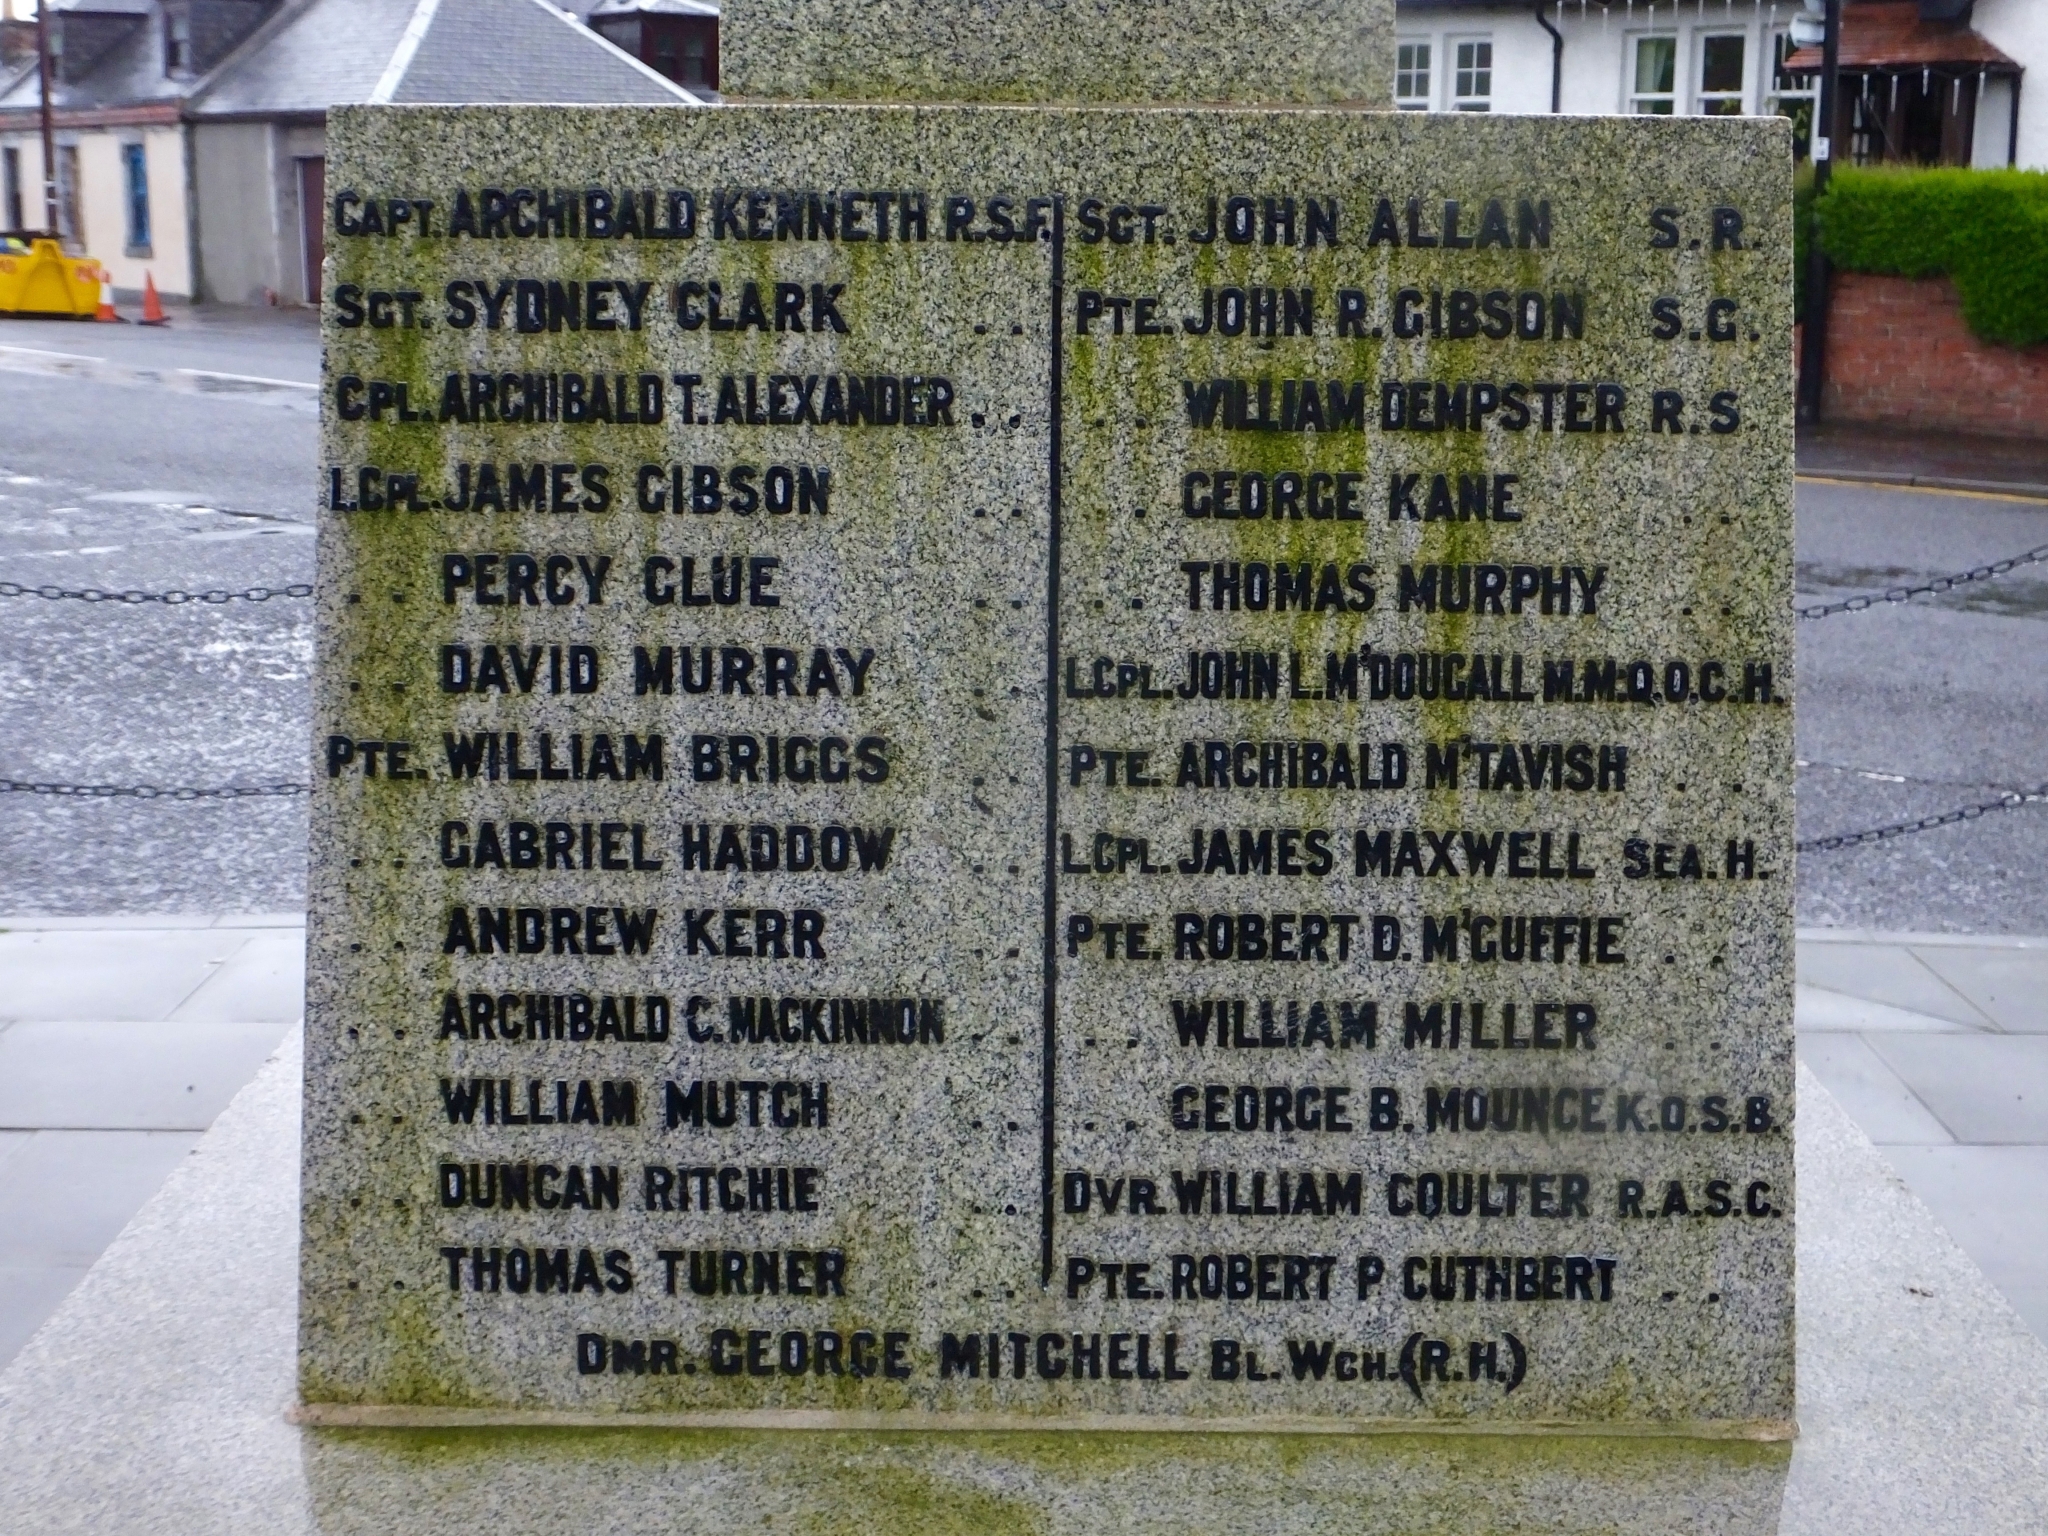 CAPT. ARCHIBALD KENNETH R.S.F.
SGT. SYDNEY CLARK . .
CPL. ARCHIBALD T. ALEXANDER . .
L.CPL. JAMES GIBSON . .
. . PERCY CLUE . .
. . DAVID MURRAY . .
PTE. WILLIAM BRIGGS . .
. . GABRIEL HADDOW . .
. . ANDREW KERR . .
. . ARCHIBALD C. MACKINNON . .
. . WILLIAM MUTCH . .
. . DUNCAN RITCHIE . .
. . THOMAS TURNER . .
SGT. JOHN ALLAN S.R.
PTE. JOHN R. GIBSON S.G.
. . WILLIAM DEMPSTER R.S.
. . GEORGE KANE . .
. . THOMAS MURPHY . .
L.CPL. JOHN L. M'DOUGALL M.M: Q.O.C.H.
PTE. ARCHIBALD M'TAVISH . .
L.CPL. JAMES MAXWELL SEA. H.
PTE. ROBERT D. M'GUFFIE . .
. . WILLIAM MILLER . .
. . GEORGE B. MOUNCE K.O.S.B.
DVR. WILLIAM COULTER R.A.S.C.
PTE. ROBERT P CUTHBERT . .
DMR. GEORGE MITCHELL BL. WCH. (R.H.)